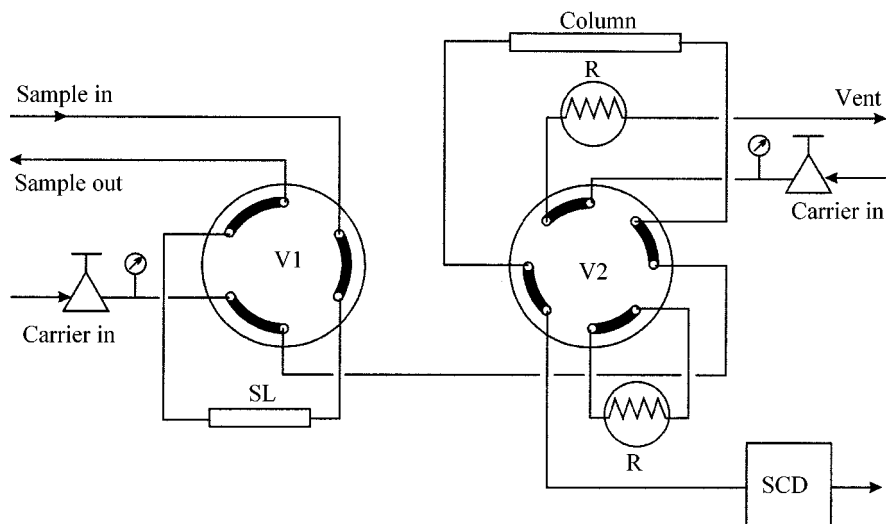 Column
R
Sample in
Vent
Sample out
Carrier in
V1
V2
Carrier in
SL
R
SCD